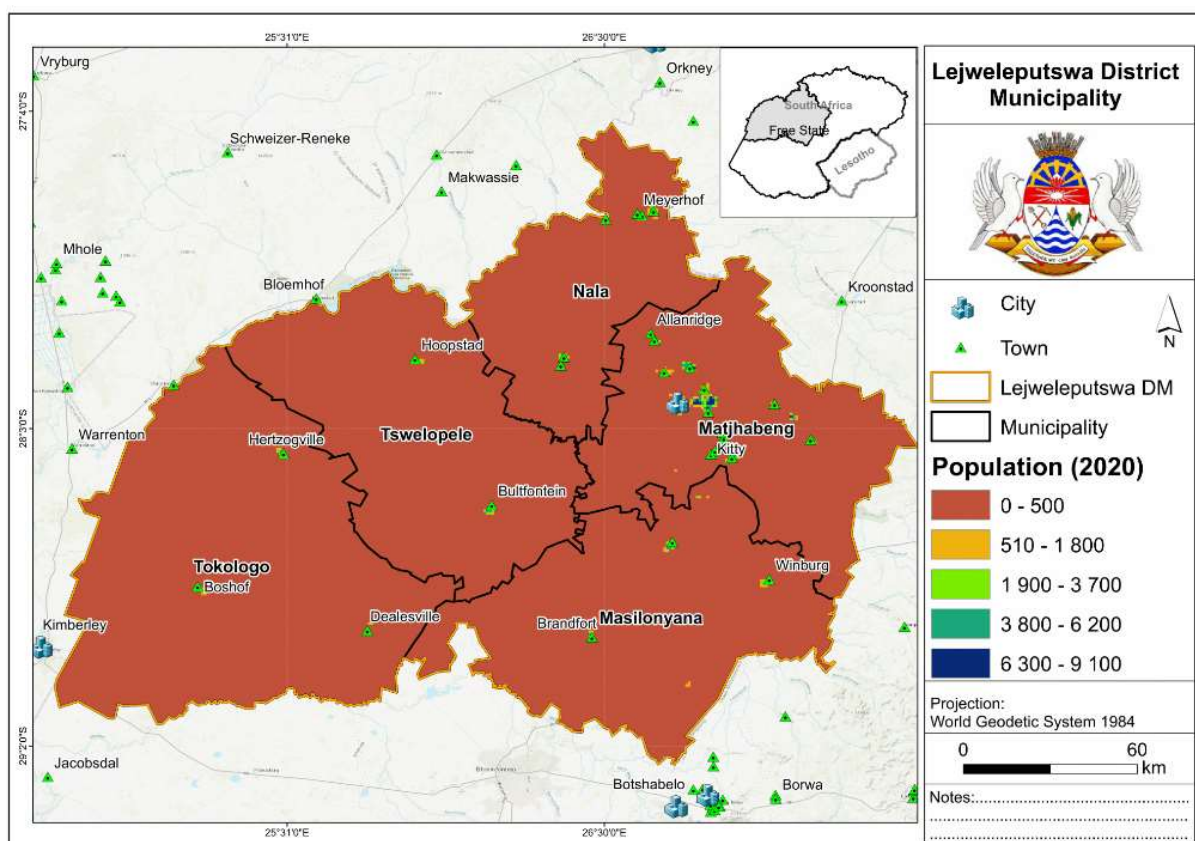 25°31'0"E
26°30'0"E
Vryburg
Orkney
27°4'0"S
Schweizer-Reneke
Makwassie
Meyerhof
Mhole
Bloemhof
Nala
Kroonstad
Allanridge
Hoopstad
28°3'0"S
Warrenton
Hertzogville
Tswelopele
Matjhabeng
Kitty
Bultfontein
Tokologo
Boshof
Winburg
Kimberley
Dealesville
Brandfort
Masilonyana
29°2'0"S
Jacobsdal
Botshabelo
Borwa
25°31'0"E
26°30'0"E
South Africa
Free State
Lesotho
Lejweleputswa District
Municipality
City
Town
N
Lejweleputswa DM
Municipality
Population (2020)
0 - 500
510 - 1 800
1 900 - 3 700
3 800 - 6 200
6 300 - 9 100
Projection:
World Geodetic System 1984
0 60
km
Notes: